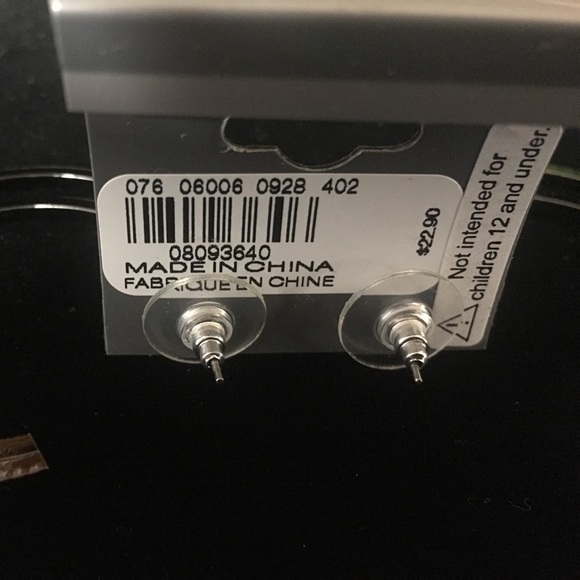 076 06006 0928 402
08093640
MADE IN CHINA
FABRIQUE EN CHINE
$22.90
Not intended for
children 12 and under.